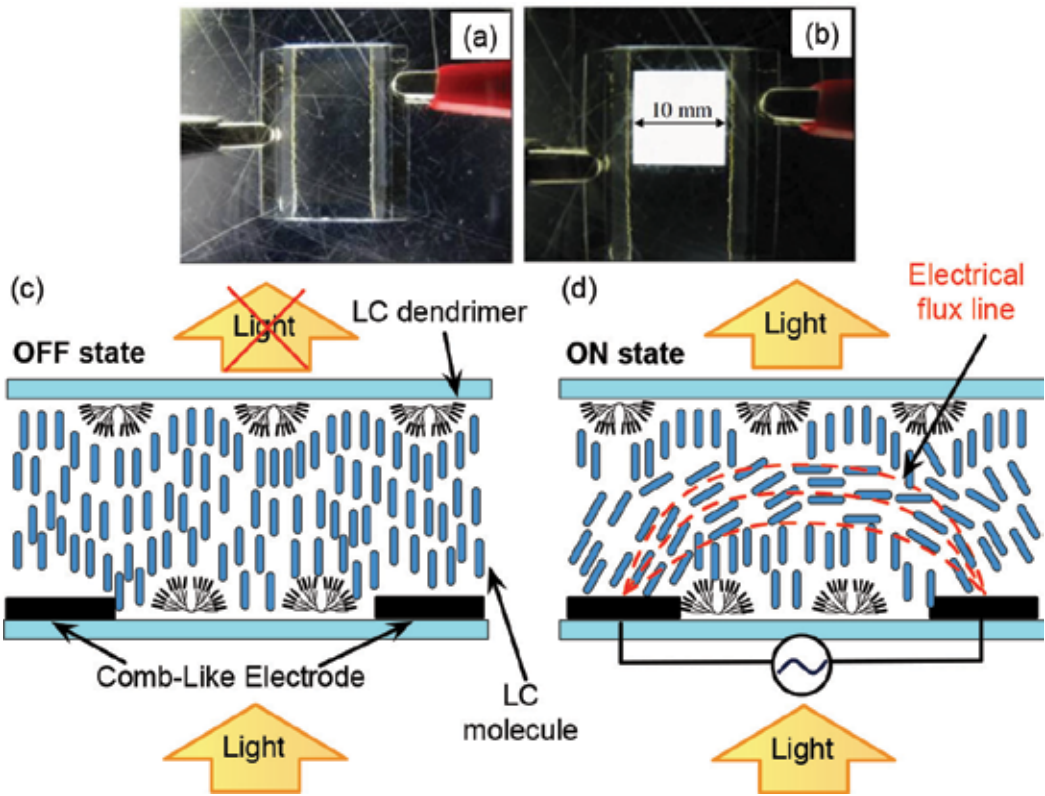 (a)
(b)
10 mm
(c)
Light
LC dendrimer
OFF state
Comb-Like Electrode
LC
molecule
Light
(d)
Light
Electrical
flux line
ON state
Light